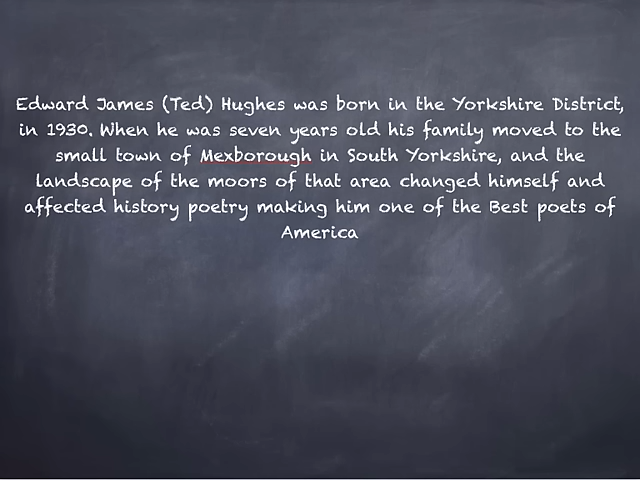 Edward James (Ted) Hughes was born in the Yorkshire District,
in 1930. When he was seven years old his family moved to the
small town of Mexborough in South Yorkshire, and the
landscape of the moors of that area changed himself and
affected history poetry making him one of the Best poets of
America